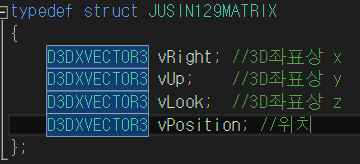 typedef struct JUSIN129MATRIX
{
D3DXVECTOR3 vRight; //3D좌표상 x
D3DXVECTOR3 vUp; //3D좌표상 y
D3DXVECTOR3 vLook; //3D좌표상 z
D3DXVECTOR3 vPosition; //위치
};